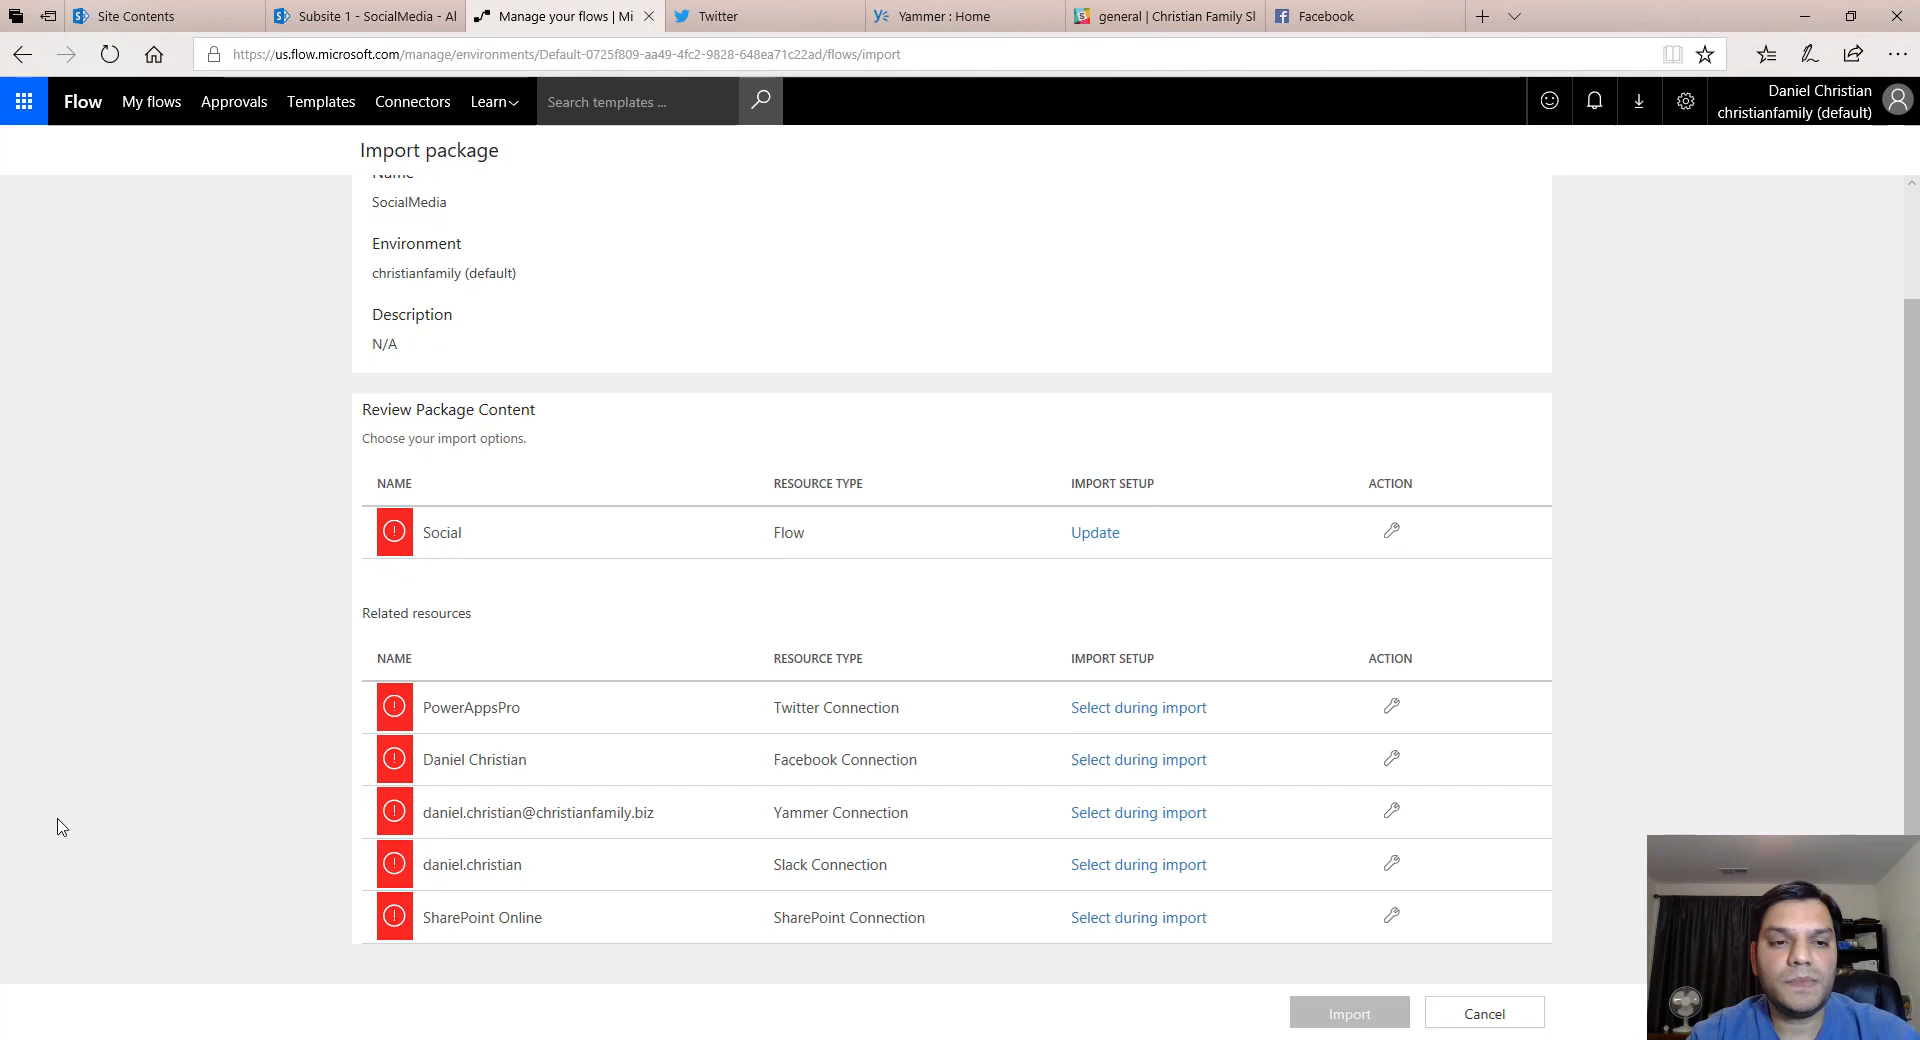 Site Contents
Subsite 1 - SocialMedia - Al
Manage your flows | Mi
Twitter
Yammer : Home
general | Christian Family Sl
Facebook
https://us.flow.microsoft.com/manage/environments/Default-0725f809-aa49-4fc2-9828-648ea71c22ad/flows/import
Flow
My flows
Approvals
Templates
Connectors
Learn
Search templates ...
Daniel Christian
christianfamily (default)
Import package
Name
SocialMedia
Environment
christianfamily (default)
Description
N/A
Review Package Content
Choose your import options.
NAME RESOURCE TYPE IMPORT SETUP ACTION
Social Flow Update
Related resources
NAME RESOURCE TYPE IMPORT SETUP ACTION
PowerAppsPro Twitter Connection Select during import
Daniel Christian Facebook Connection Select during import
daniel.christian@christianfamily.biz Yammer Connection Select during import
daniel.christian Slack Connection Select during import
SharePoint Online SharePoint Connection Select during import
Import Cancel